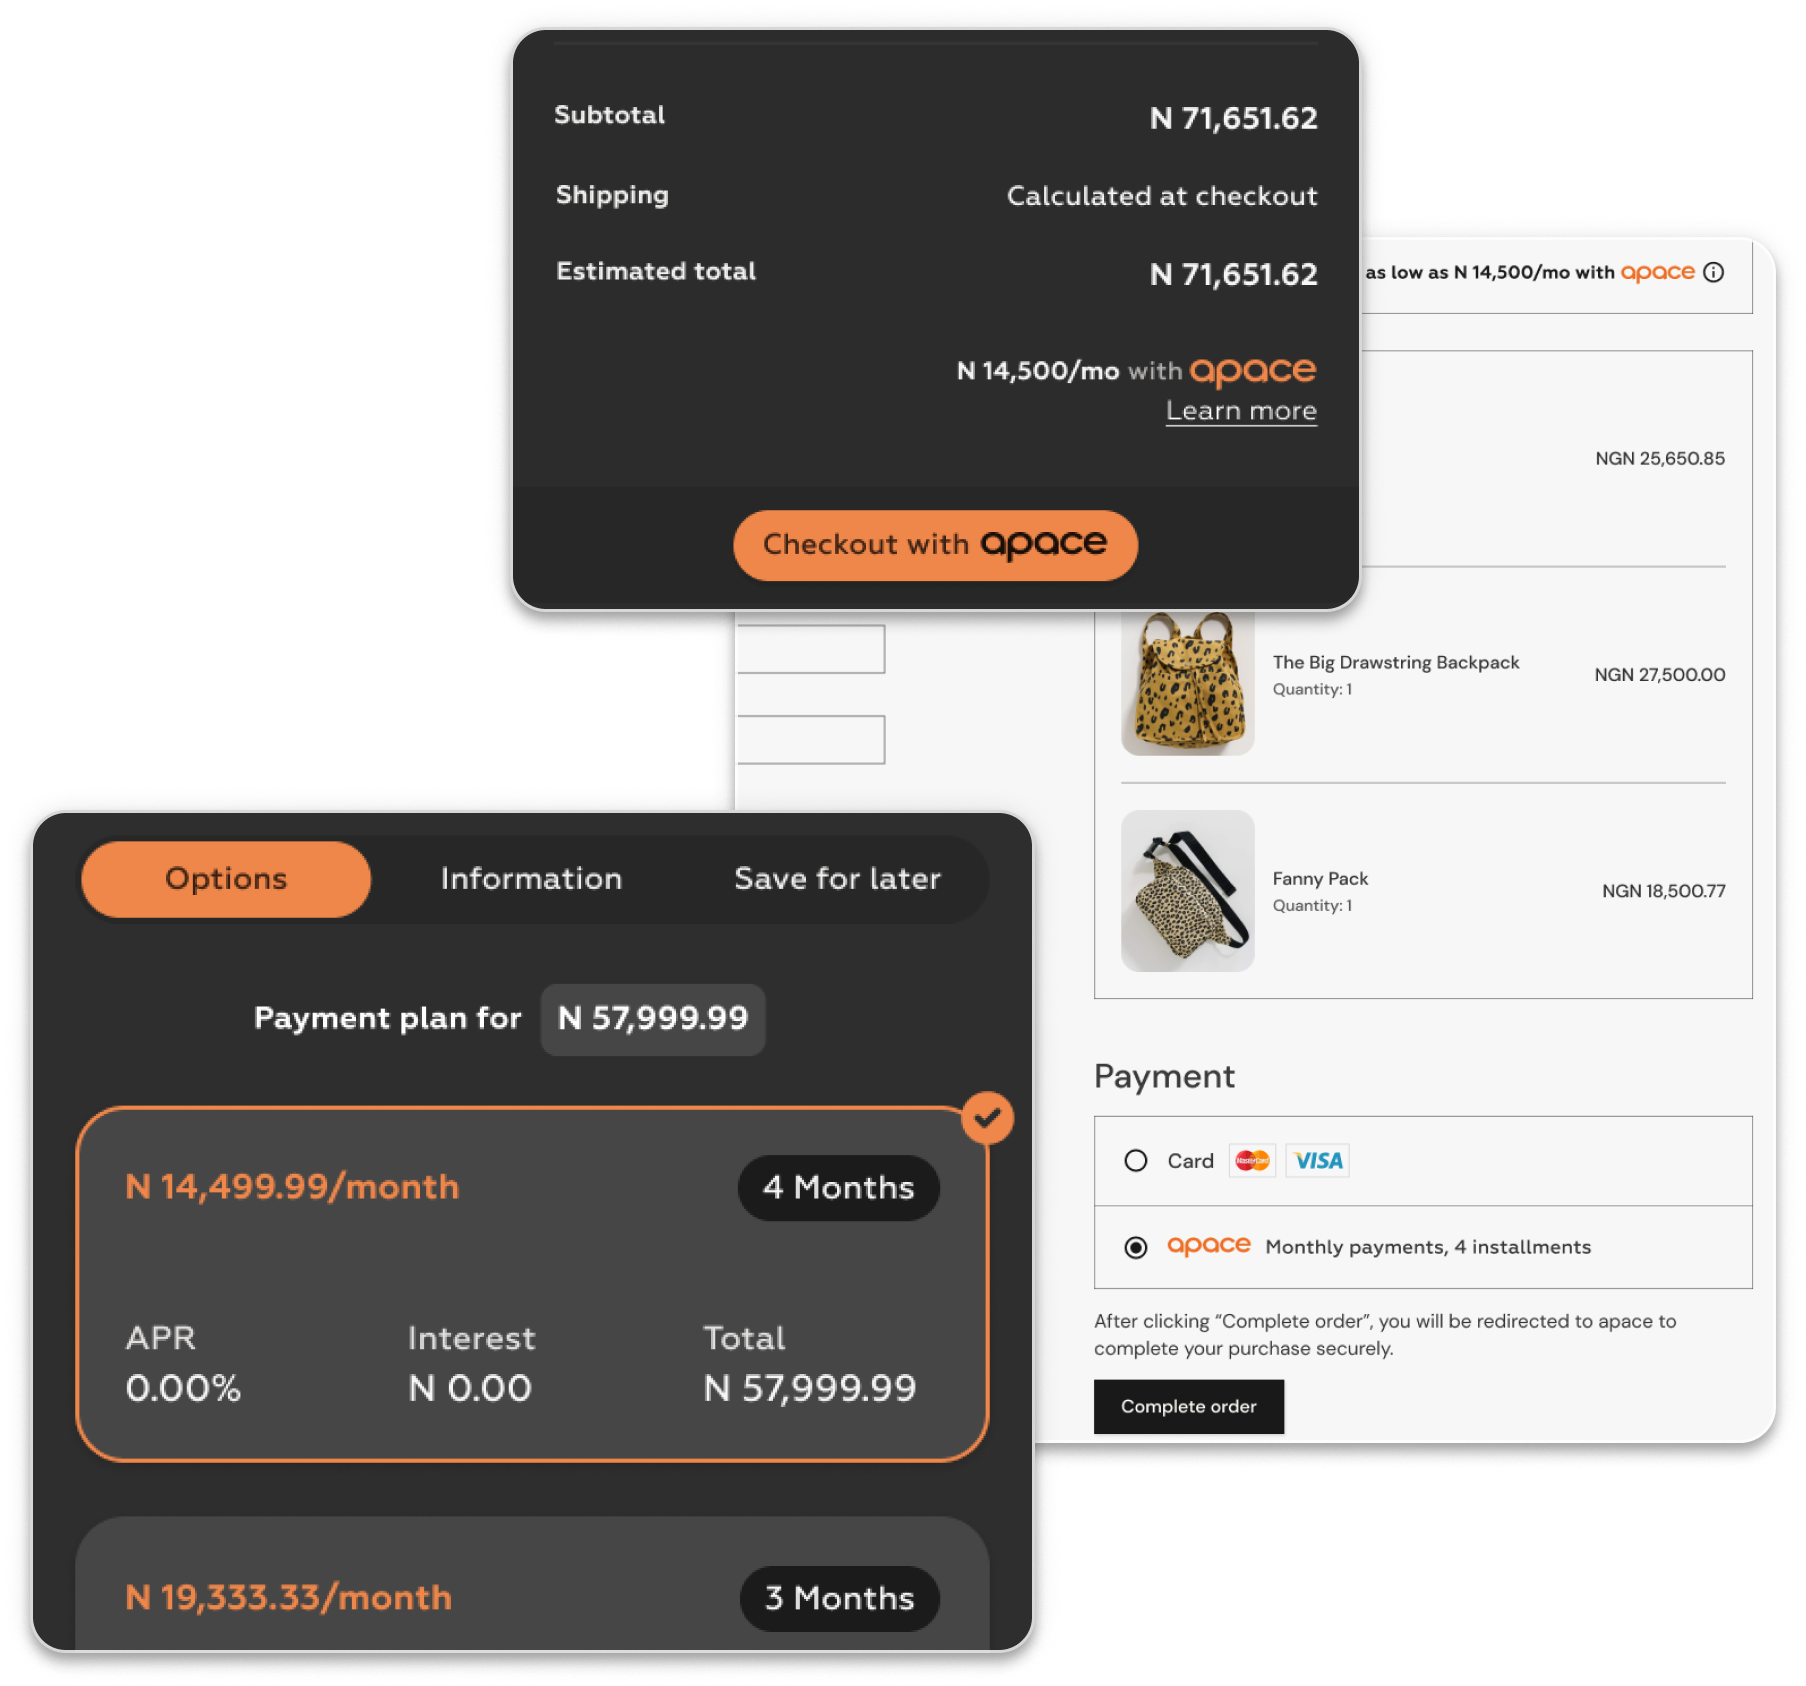 Subtotal N 71,651.62
Shipping Calculated at checkout
Estimated total N 71,651.62
N 14,500/mo with apace
Learn more
Checkout with apace
as low as N 14,500/mo with apace
NGN 25,650.85
The Big Drawstring Backpack
Quantity: 1
NGN 27,500.00
Fanny Pack
Quantity: 1
NGN 18,500.77
Payment
Card MasterCard VISA
apace Monthly payments, 4 installments
After clicking “Complete order”, you will be redirected to apace to
complete your purchase securely.
Complete order
Options Information Save for later
Payment plan for N 57,999.99
N 14,499.99/month 4 Months
APR Interest Total
0.00% N 0.00 N 57,999.99
N 19,333.33/month 3 Months